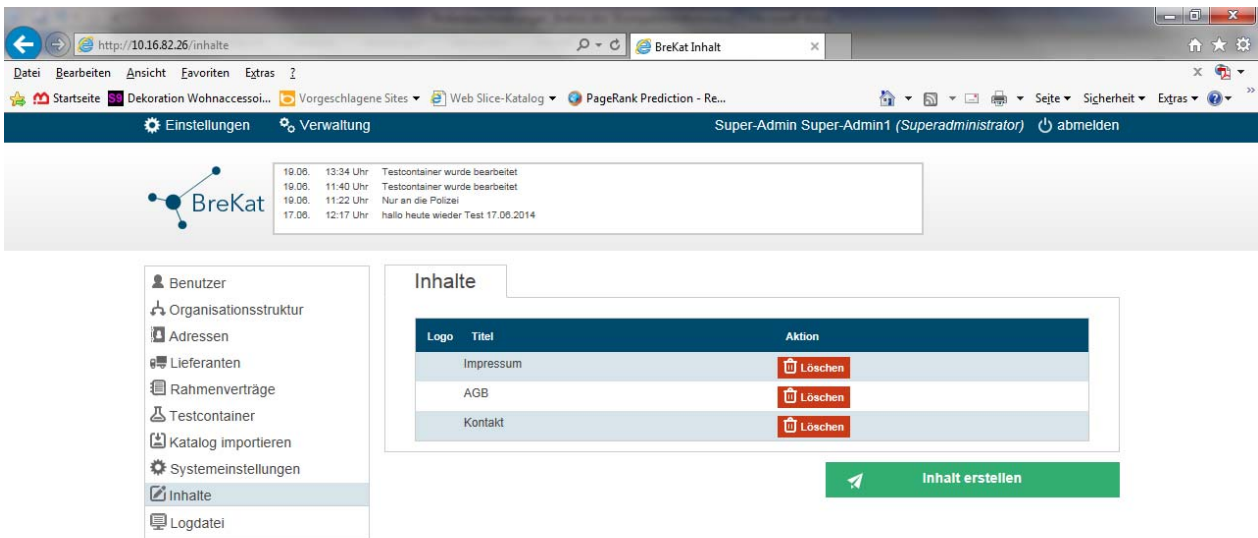 http://10.16.82.26/inhalte BreKat Inhalt
Datei Bearbeiten Ansicht Favoriten Extras ?
Startseite S9 Dekoration Wohnaccessoi... Vorgeschlagene Sites Web Slice-Katalog PageRank Prediction - Re... Seite Sicherheit Extras
Einstellungen Verwaltung Super-Admin Super-Admin1 (Superadministrator) abmelden
BreKat
19.06. 13:34 Uhr Testcontainer wurde bearbeitet
19.06. 11:40 Uhr Testcontainer wurde bearbeitet
19.06. 11:22 Uhr Nur an die Polizei
17.06. 12:17 Uhr hallo heute wieder Test 17.06.2014
Benutzer
Organisationsstruktur
Adressen
Lieferanten
Rahmenverträge
Testcontainer
Katalog importieren
Systemeinstellungen
Inhalte
Logdatei
Inhalte
Logo Titel Aktion
Impressum Löschen
AGB Löschen
Kontakt Löschen
Inhalt erstellen